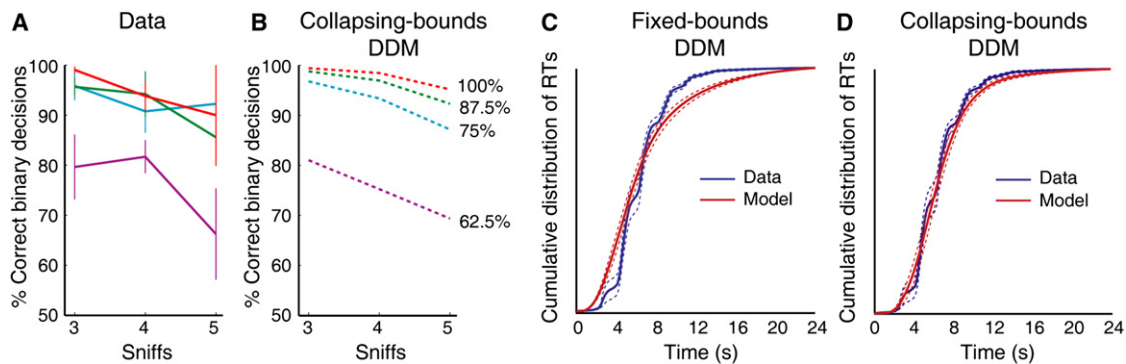 A
Data
% Correct binary decisions
100
90
80
70
60
50
3
4
5
Sniffs
B
Collapsing-bounds
DDM
% Correct binary decisions
100
90
80
70
60
50
100%
87.5%
75%
62.5%
3
4
5
Sniffs
C
Fixed-bounds
DDM
Cumulative distribution of RTs
Data
Model
0
4
8
12
16
20
24
Time (s)
D
Collapsing-bounds
DDM
Cumulative distribution of RTs
Data
Model
0
4
8
12
16
20
24
Time (s)